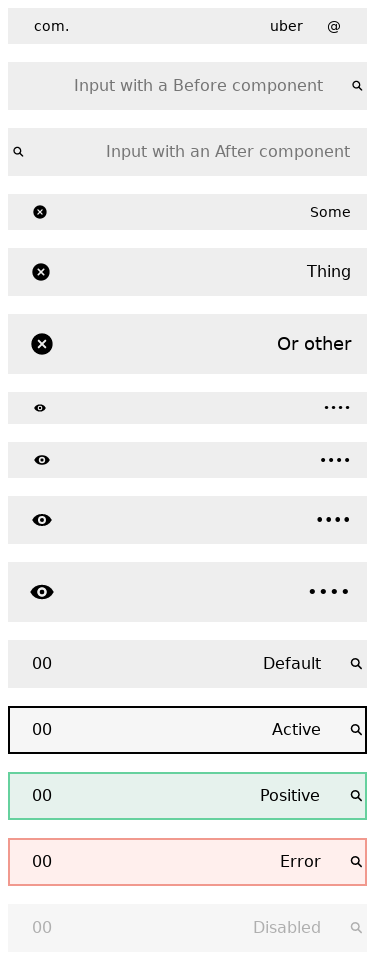 com. uber @
Input with a Before component
Input with an After component
Some
Thing
Or other
••••
••••
••••
••••
00 Default
00 Active
00 Positive
00 Error
00 Disabled